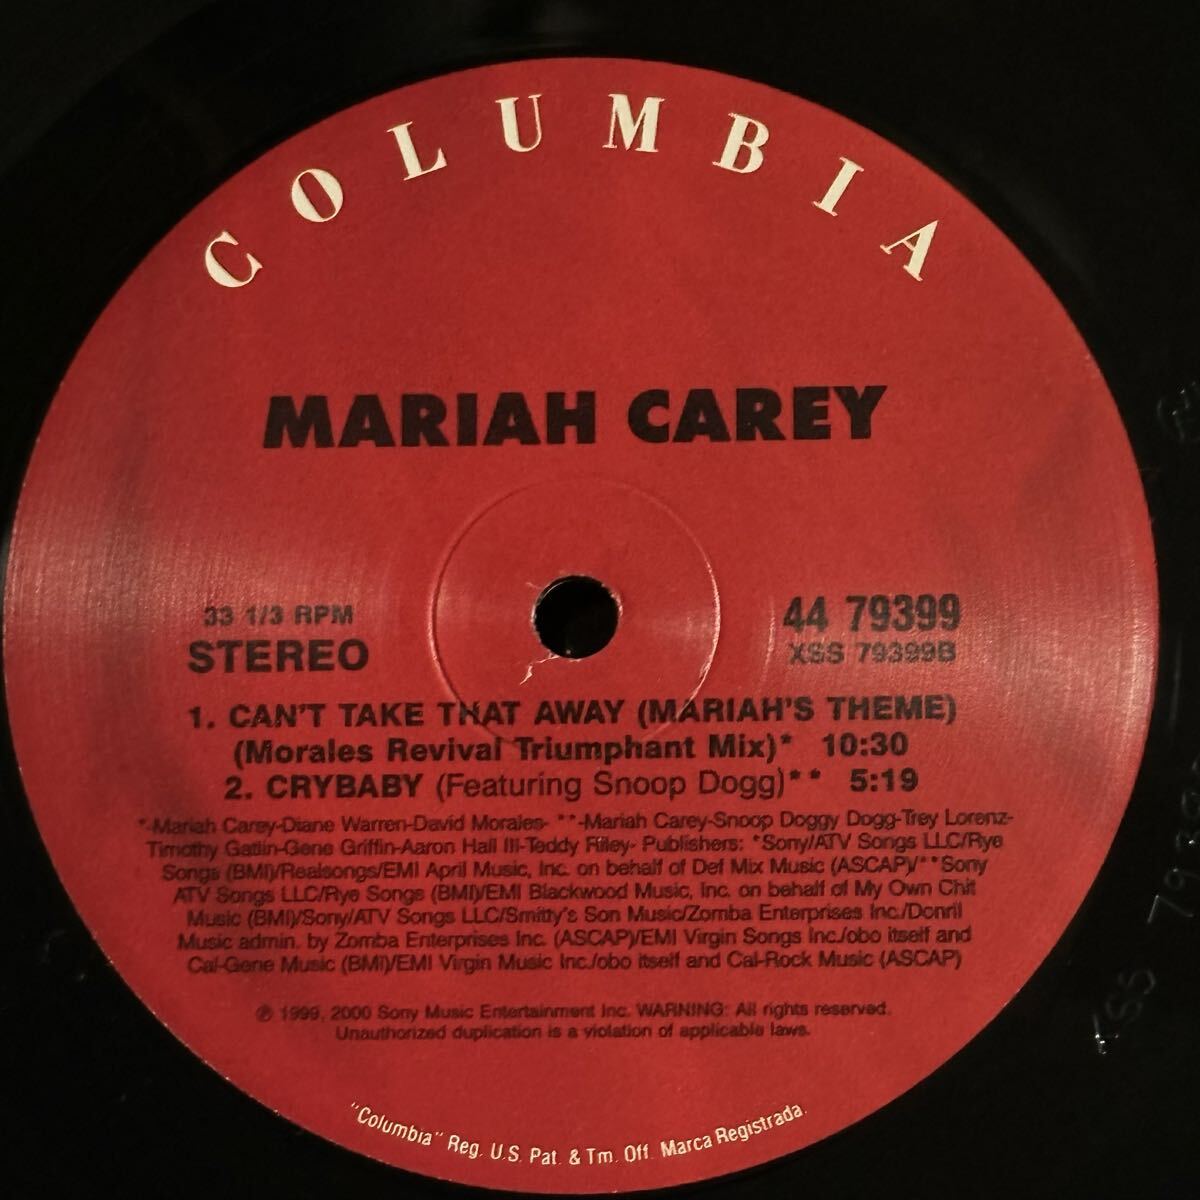 COLUMBIA
MARIAH CAREY
33 1/3 RPM
STEREO
44 79399
XSS 79399B
1. CAN'T TAKE THAT AWAY (MARIAH'S THEME)
(Morales Revival Triumphant Mix)* 10:30
2. CRYBABY (Featuring Snoop Dogg)** 5:19
*-Mariah Carey-Diane Warren-David Morales- **-Mariah Carey-Snoop Doggy Dogg-Trey Lorenz-
Timothy Gatlin-Gene Griffin-Aaron Hall III-Teddy Riley- Publishers: *Sony/ATV Songs LLC/Rye
Songs (BMI)/Realsongs/EMI April Music, Inc. on behalf of Def Mix Music (ASCAP)/**Sony
ATV Songs LLC/Rye Songs (BMI)/EMI Blackwood Music, Inc. on behalf of My Own Chit
Music (BMI)/Sony/ATV Songs LLC/Smitty's Son Music/Zomba Enterprises Inc./Donril
Music admin. by Zomba Enterprises Inc. (ASCAP)/EMI Virgin Songs Inc./obo itself and
Cal-Gene Music (BMI)/EMI Virgin Music Inc./obo itself and Cal-Rock Music (ASCAP)
℗ 1999, 2000 Sony Music Entertainment Inc. WARNING: All rights reserved.
Unauthorized duplication is a violation of applicable laws.
"Columbia" Reg. U.S. Pat. & Tm. Off. Marca Registrada.